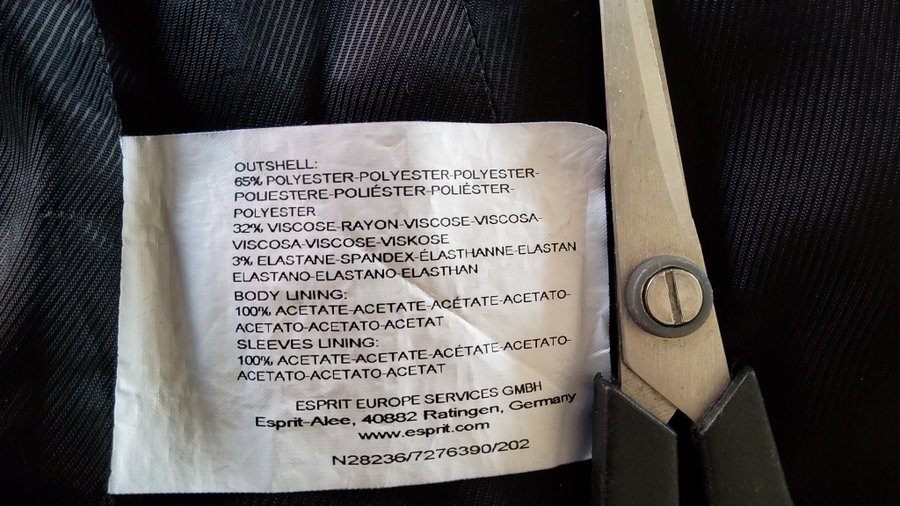 OUTSHELL:
65% POLYESTER-POLYESTER-POLYESTER-
POLIESTERE-POLIÉSTER-POLIÉSTER-
POLYESTER
32% VISCOSE-RAYON-VISCOSE-VISCOSA-
VISCOSA-VISCOSE-VISKOSE
3% ELASTANE-SPANDEX-ÉLASTHANNE-ELASTAN
ELASTANO-ELASTANO-ELASTHAN
BODY LINING:
100% ACETATE-ACETATE-ACÉTATE-ACETATO-
ACETATO-ACETATO-ACETAT
SLEEVES LINING:
100% ACETATE-ACETATE-ACÉTATE-ACETATO-
ACETATO-ACETATO-ACETAT
ESPRIT EUROPE SERVICES GMBH
Esprit-Alee, 40882 Ratingen, Germany
www.esprit.com
N28236/7276390/202